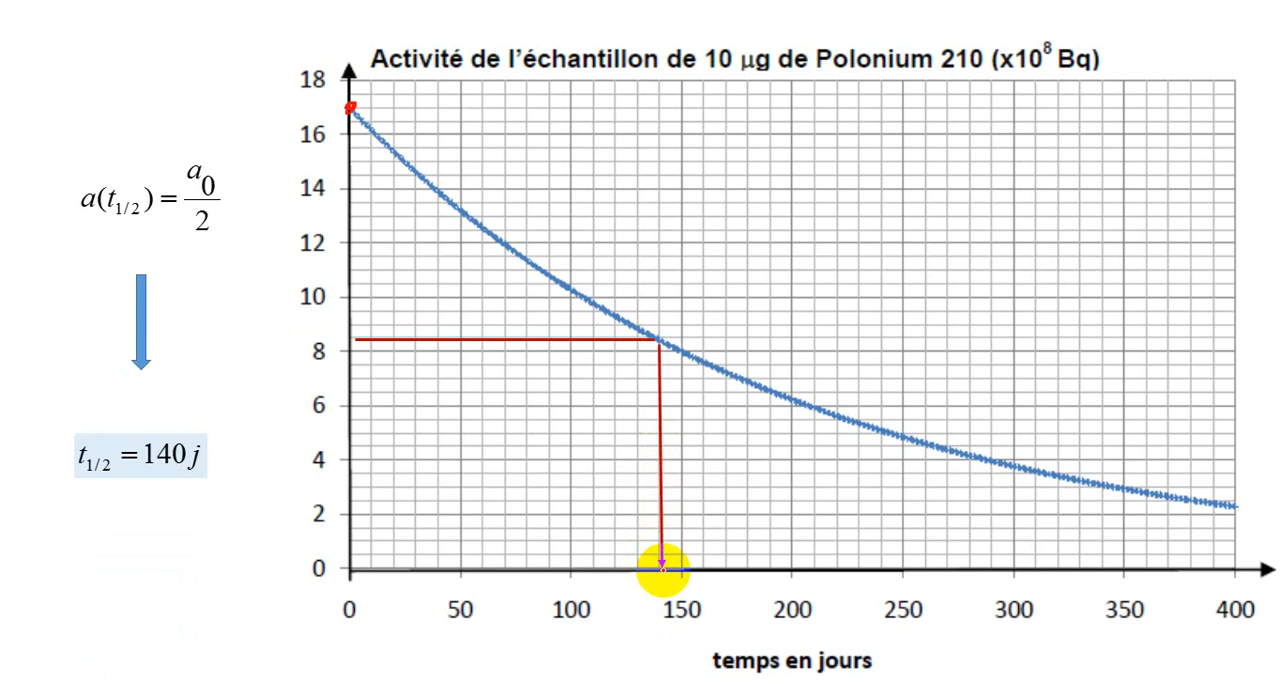 Activité de l'échantillon de 10 µg de Polonium 210 (x10⁸ Bq)
18
16
14
12
10
8
6
4
2
0
0 50 100 150 200 250 300 350 400
temps en jours
a(t₁/₂) = a₀/2
t₁/₂ = 140 j